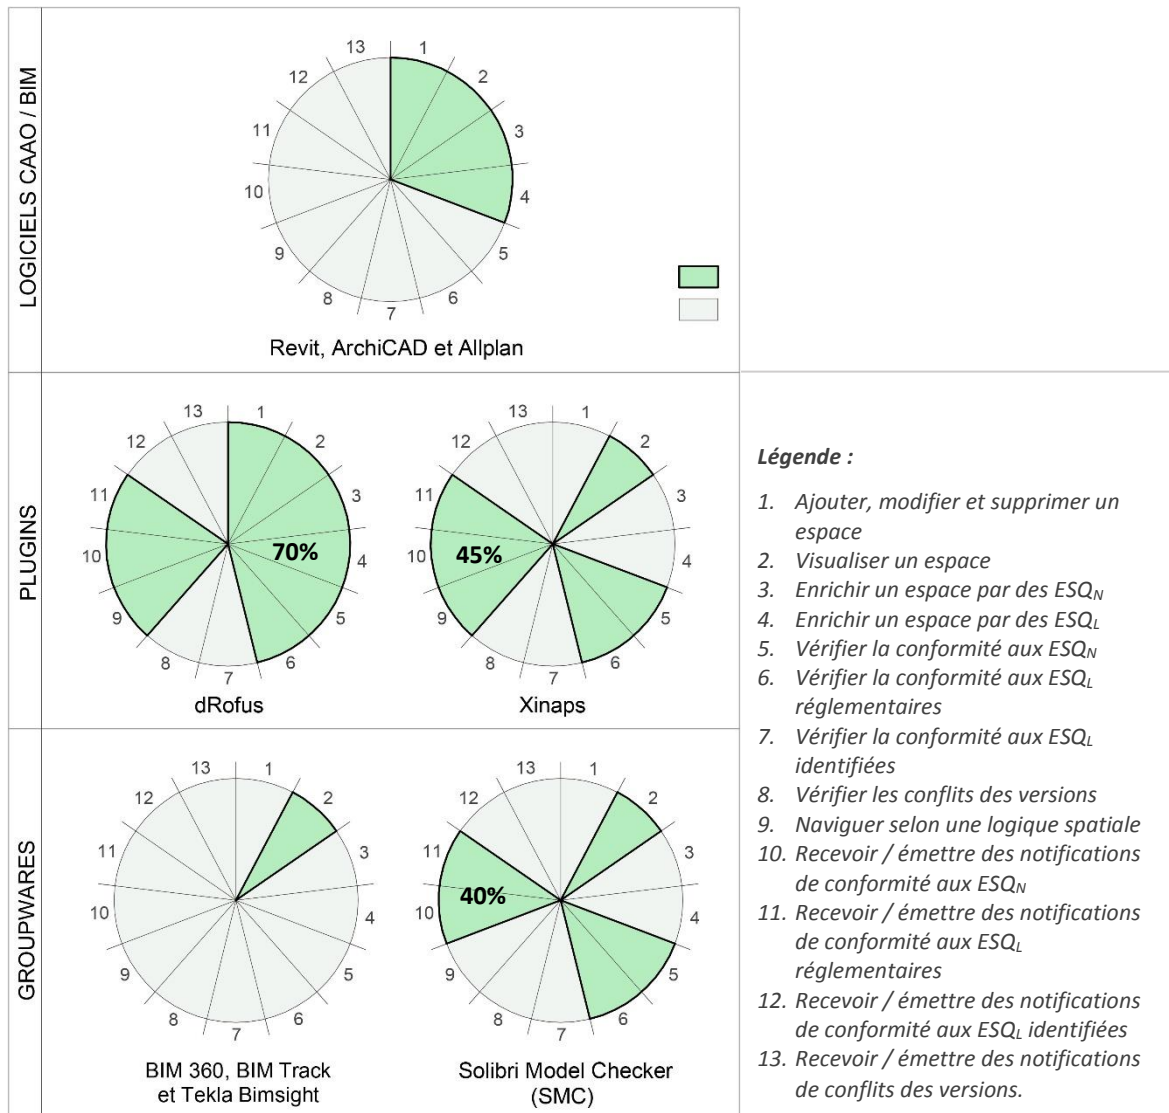 LOGICIELS CAAO / BIM
13
1
12
2
11
3
10
4
9
5
8
7
6
Revit, ArchiCAD et Allplan
PLUGINS
13
1
12
2
11
3
10
70%
4
9
5
8
7
6
dRofus
13
1
12
2
11
3
10
45%
4
9
5
8
7
6
Xinaps
GROUPWARES
13
1
12
2
11
3
10
4
9
5
8
7
6
BIM 360, BIM Track
et Tekla Bimsight
13
1
12
2
11
3
10
40%
4
9
5
8
7
6
Solibri Model Checker
(SMC)
Légende :
1. Ajouter, modifier et supprimer un
espace
2. Visualiser un espace
3. Enrichir un espace par des ESQN
4. Enrichir un espace par des ESQL
5. Vérifier la conformité aux ESQN
6. Vérifier la conformité aux ESQL
réglementaires
7. Vérifier la conformité aux ESQL
identifiées
8. Vérifier les conflits des versions
9. Naviguer selon une logique spatiale
10. Recevoir / émettre des notifications
de conformité aux ESQN
11. Recevoir / émettre des notifications
de conformité aux ESQL
réglementaires
12. Recevoir / émettre des notifications
de conformité aux ESQL identifiées
13. Recevoir / émettre des notifications
de conflits des versions.